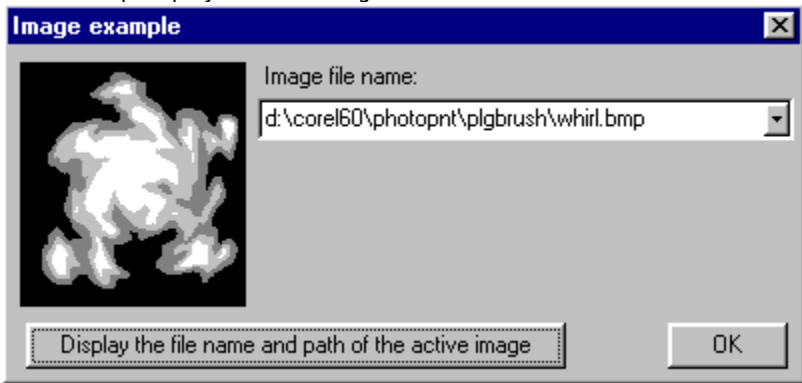 Image example
Image file name:
d:\corel60\photopnt\plgbrush\whirl.bmp
Display the file name and path of the active image
OK